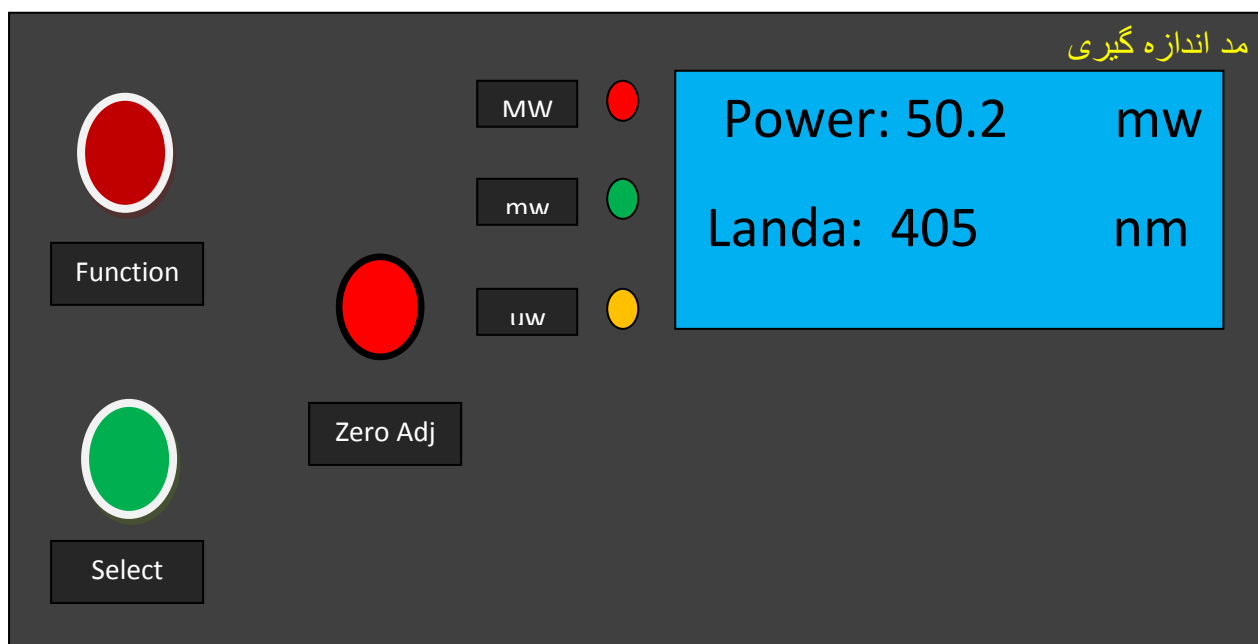 مد اندازه گیری
MW
Power: 50.2 mw
mw
Landa: 405 nm
Function
uw
Zero Adj
Select